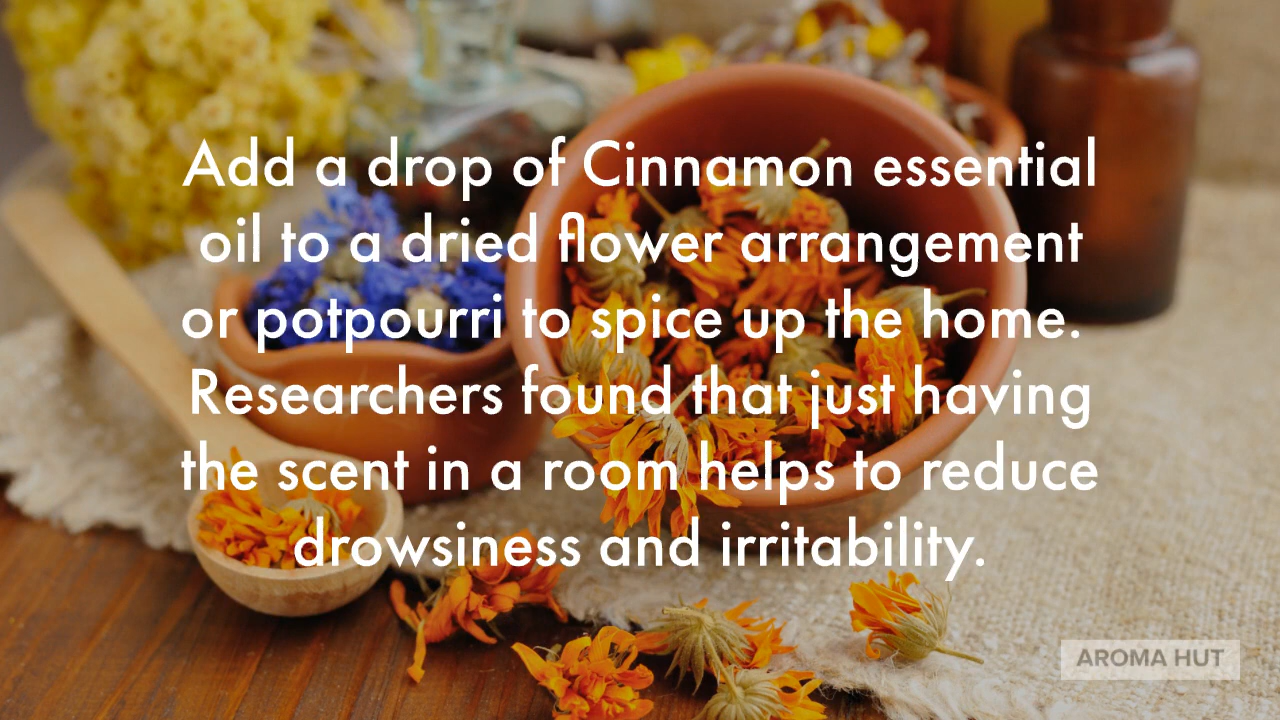 Add a drop of Cinnamon essential
oil to a dried flower arrangement
or potpourri to spice up the home.
Researchers found that just having
the scent in a room helps to reduce
drowsiness and irritability.
AROMA HUT